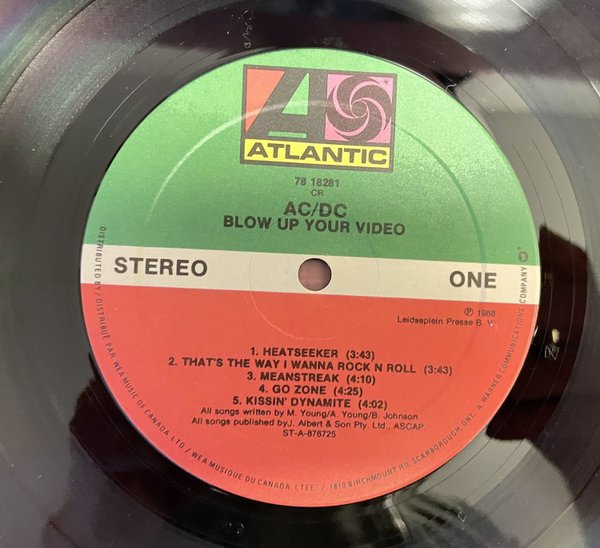 ATLANTIC
78 18281
CR
AC/DC
BLOW UP YOUR VIDEO
STEREO
ONE
℗ 1988
Leidseplein Presse B. V.
1. HEATSEEKER (3:43)
2. THAT'S THE WAY I WANNA ROCK N ROLL (3:43)
3. MEANSTREAK (4:10)
4. GO ZONE (4:25)
5. KISSIN' DYNAMITE (4:02)
All songs written by M. Young/A. Young/B. Johnson
All songs published by J. Albert & Son Pty. Ltd., ASCAP.
ST-A-876725
DISTRIBUTED BY / DISTRIBUÉ PAR WEA MUSIC OF CANADA, LTD. / WEA MUSIQUE DU CANADA, LTEE / 1810 BIRCHMOUNT RD., SCARBOROUGH, ONT. A WARNER COMMUNICATIONS COMPANY